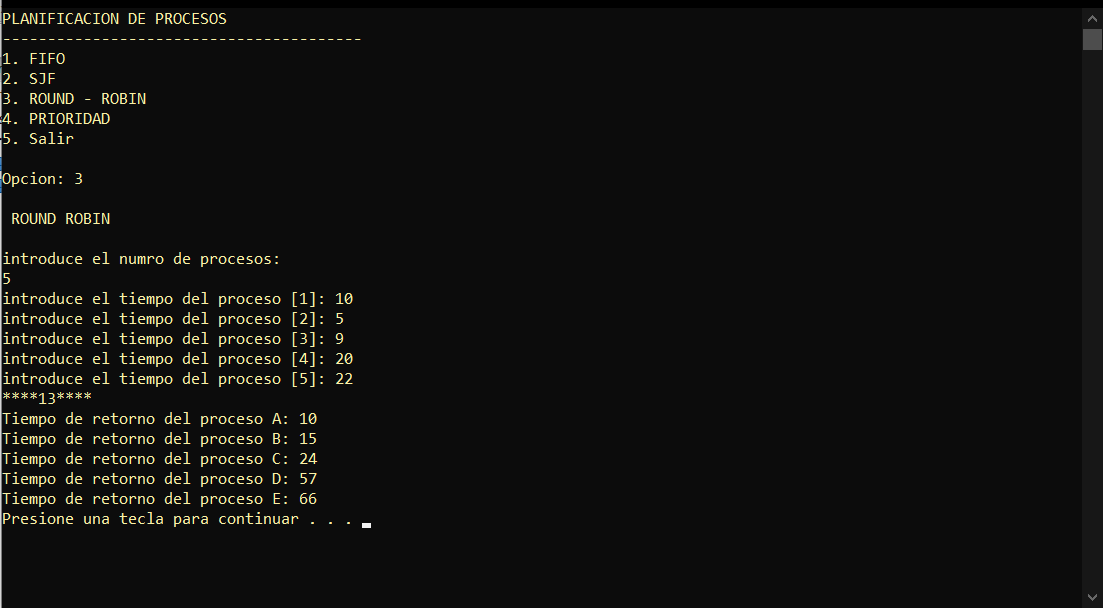 PLANIFICACION DE PROCESOS
----------------------------------------
1. FIFO
2. SJF
3. ROUND - ROBIN
4. PRIORIDAD
5. Salir
Opcion: 3
ROUND ROBIN
introduce el numro de procesos:
5
introduce el tiempo del proceso [1]: 10
introduce el tiempo del proceso [2]: 5
introduce el tiempo del proceso [3]: 9
introduce el tiempo del proceso [4]: 20
introduce el tiempo del proceso [5]: 22
****13****
Tiempo de retorno del proceso A: 10
Tiempo de retorno del proceso B: 15
Tiempo de retorno del proceso C: 24
Tiempo de retorno del proceso D: 57
Tiempo de retorno del proceso E: 66
Presione una tecla para continuar . . .